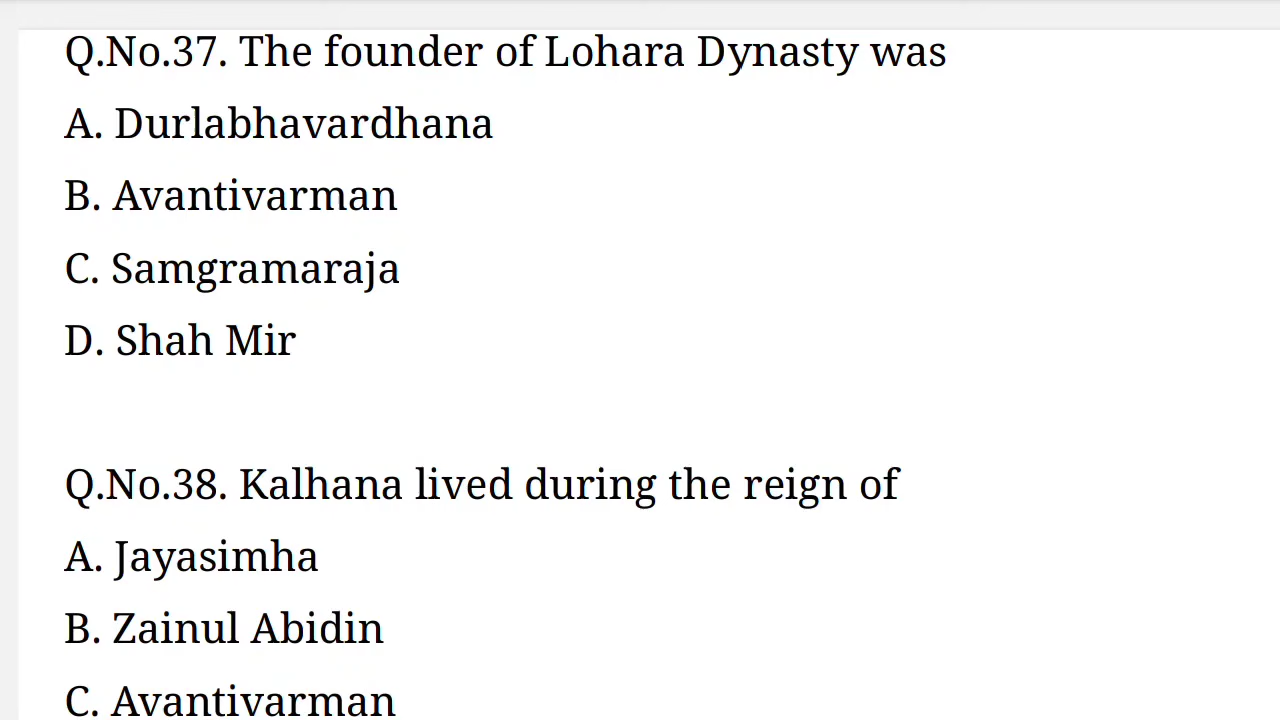 Q.No.37. The founder of Lohara Dynasty was
A. Durlabhavardhana
B. Avantivarman
C. Samgramaraja
D. Shah Mir
Q.No.38. Kalhana lived during the reign of
A. Jayasimha
B. Zainul Abidin
C. Avantivarman